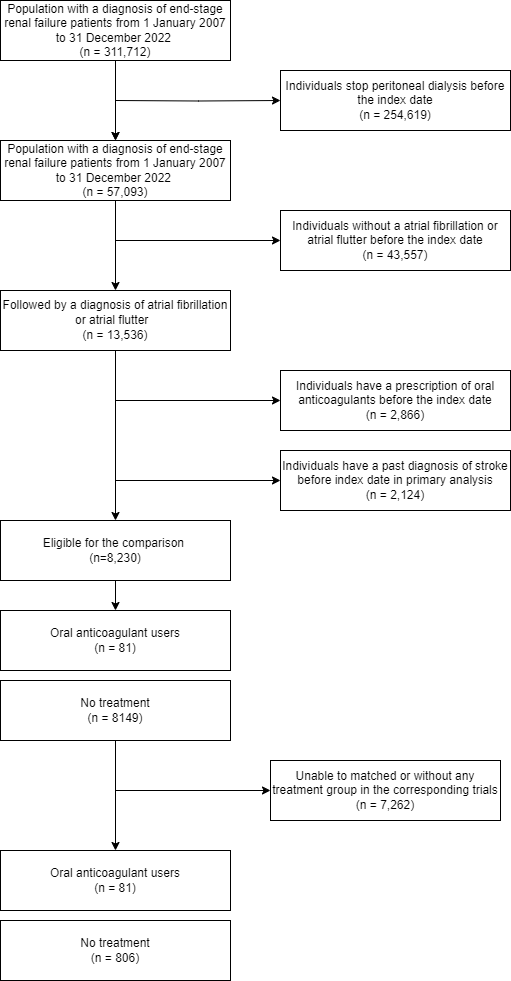 Population with a diagnosis of end-stage
renal failure patients from 1 January 2007
to 31 December 2022
(n = 311,712)
Individuals stop peritoneal dialysis before
the index date
(n = 254,619)
Population with a diagnosis of end-stage
renal failure patients from 1 January 2007
to 31 December 2022
(n = 57,093)
Individuals without a atrial fibrillation or
atrial flutter before the index date
(n = 43,557)
Followed by a diagnosis of atrial fibrillation
or atrial flutter
(n = 13,536)
Individuals have a prescription of oral
anticoagulants before the index date
(n = 2,866)
Individuals have a past diagnosis of stroke
before index date in primary analysis
(n = 2,124)
Eligible for the comparison
(n=8,230)
Oral anticoagulant users
(n = 81)
No treatment
(n = 8149)
Unable to matched or without any
treatment group in the corresponding trials
(n = 7,262)
Oral anticoagulant users
(n = 81)
No treatment
(n = 806)